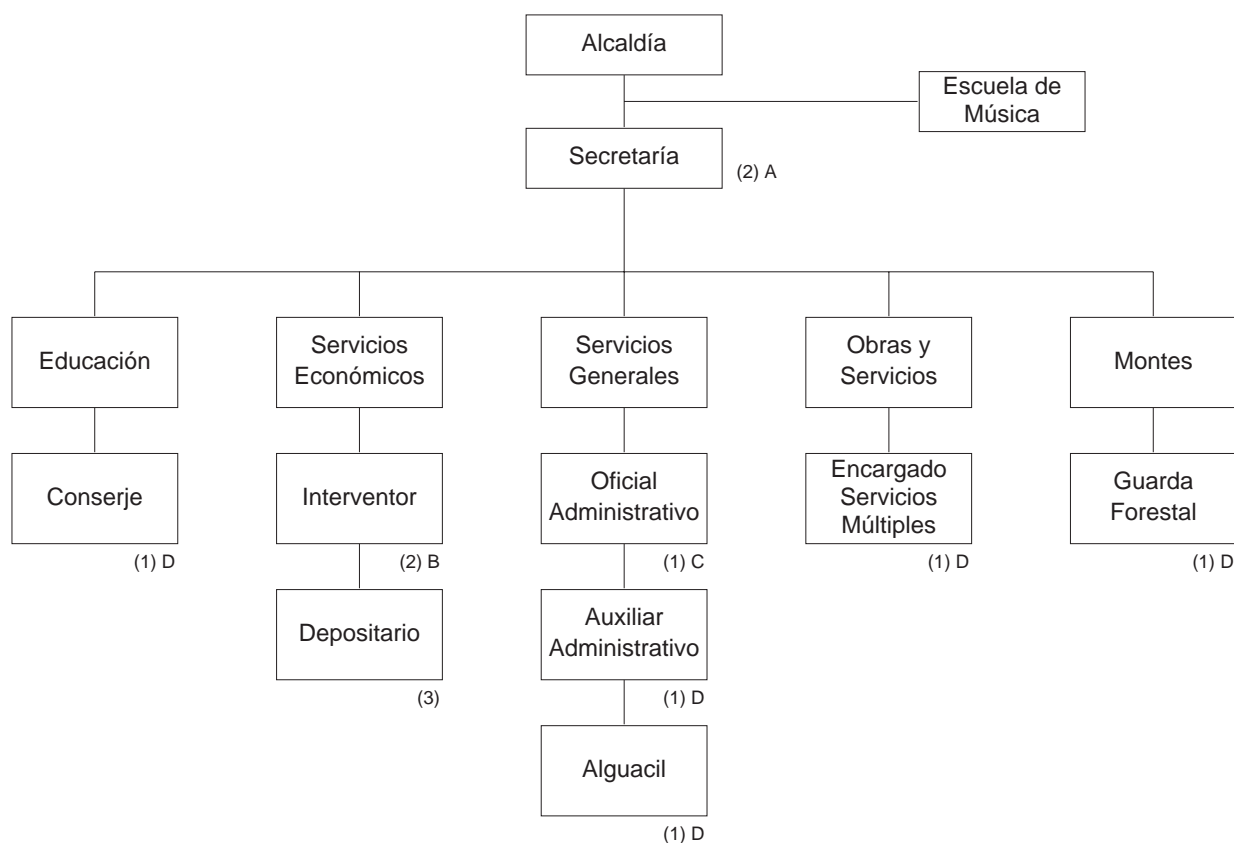 Alcaldía
Escuela de
Música
Secretaría
(2) A
Educación
Servicios
Económicos
Servicios
Generales
Obras y
Servicios
Montes
Conserje
(1) D
Interventor
(2) B
Oficial
Administrativo
(1) C
Encargado
Servicios
Múltiples
(1) D
Guarda
Forestal
(1) D
Depositario
(3)
Auxiliar
Administrativo
(1) D
Alguacil
(1) D